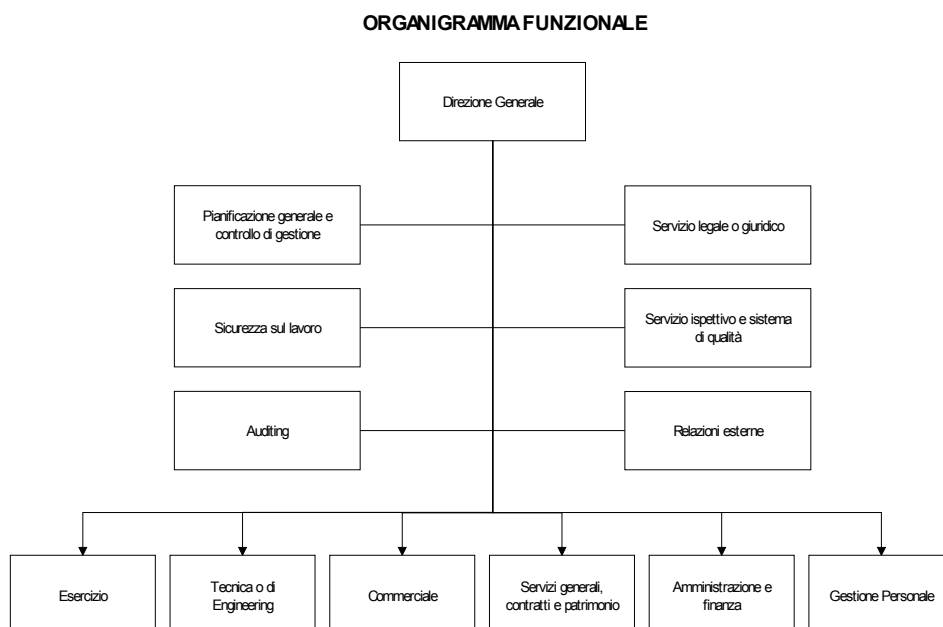 ORGANIGRAMMA FUNZIONALE
Direzione Generale
Pianificazione generale e
controllo di gestione
Servizio legale o giuridico
Sicurezza sul lavoro
Servizio ispettivo e sistema
di qualità
Auditing
Relazioni esterne
Esercizio
Tecnica o di
Engineering
Commerciale
Servizi generali,
contratti e patrimonio
Amministrazione e
finanza
Gestione Personale